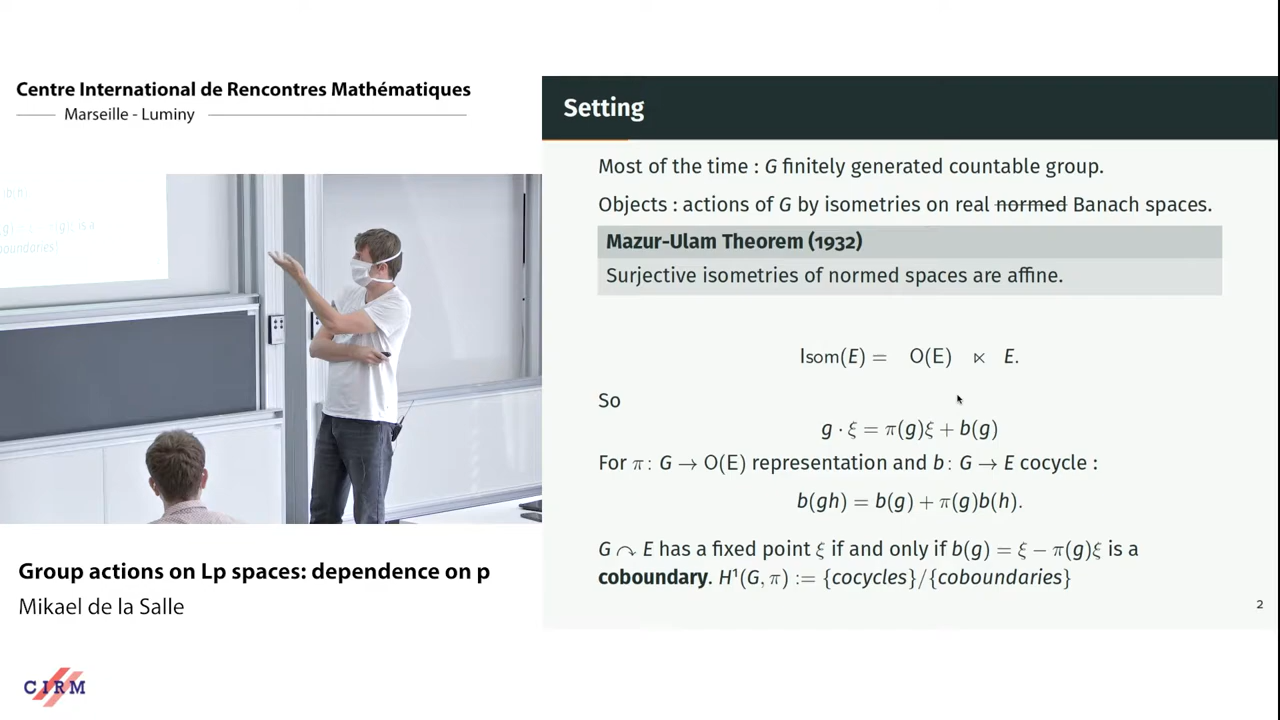 Centre International de Rencontres Mathématiques
Marseille - Luminy
Group actions on Lp spaces: dependence on p
Mikael de la Salle
CIRM
Setting
Most of the time : G finitely generated countable group.
Objects : actions of G by isometries on real normed Banach spaces.
Mazur-Ulam Theorem (1932)
Surjective isometries of normed spaces are affine.
Isom(E) = O(E) ⋉ E.
So
g · ξ = π(g)ξ + b(g)
For π: G → O(E) representation and b: G → E cocycle :
b(gh) = b(g) + π(g)b(h).
G ↷ E has a fixed point ξ if and only if b(g) = ξ − π(g)ξ is a
coboundary. H¹(G, π) := {cocycles}/{coboundaries}
2